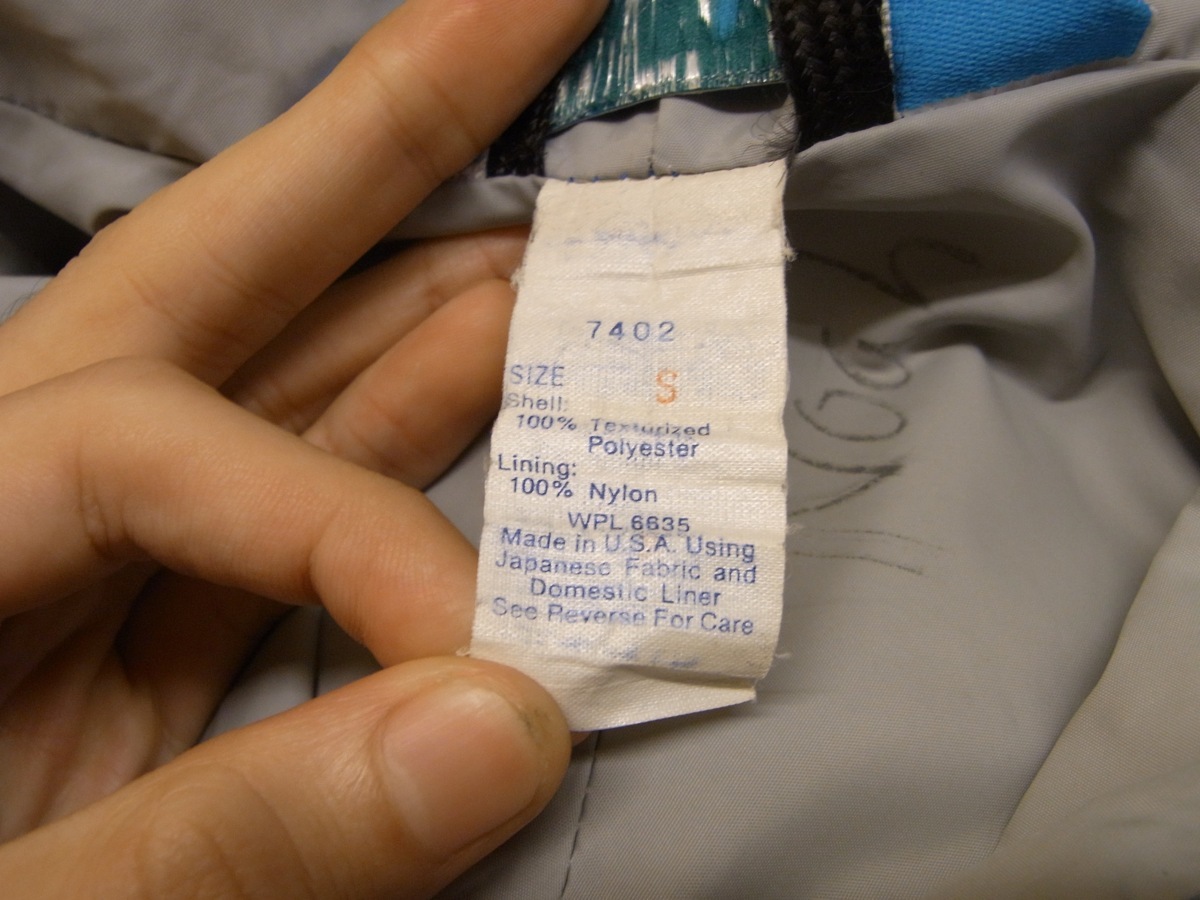 7402
SIZE S
Shell:
100% Texturized
Polyester
Lining:
100% Nylon
WPL 6635
Made in U.S.A. Using
Japanese Fabric and
Domestic Liner
See Reverse For Care